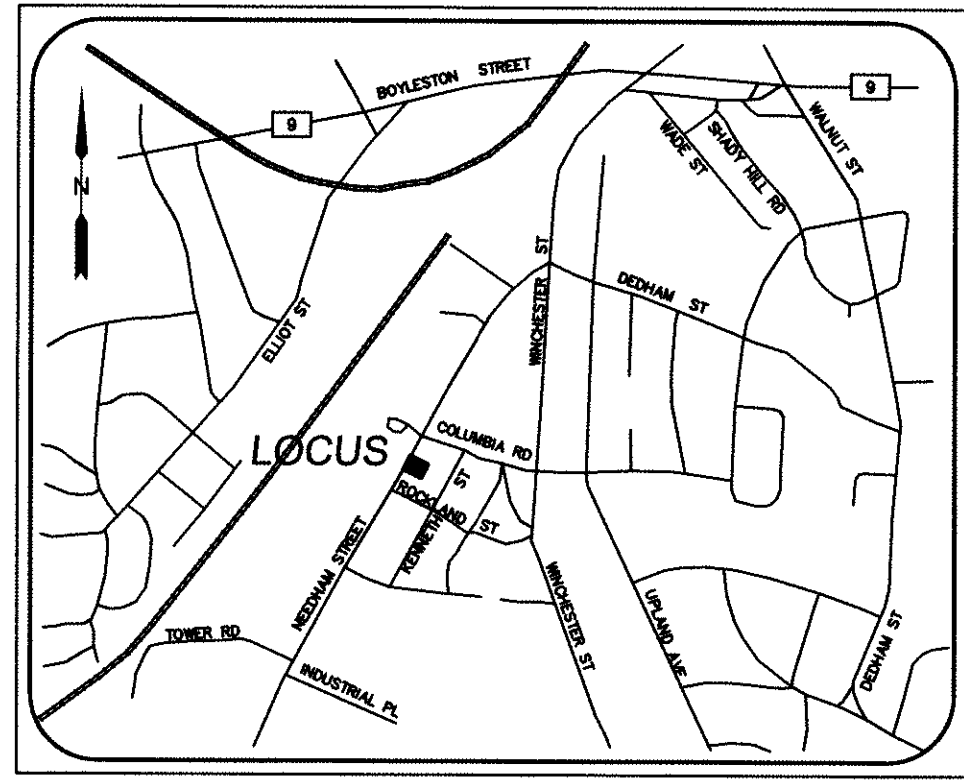 BOYLESTON STREET
9
9
N
WALNUT ST
WADE ST
SHADY HILL RD
WINCHESTER ST
DEDHAM ST
ELLIOT ST
LOCUS
COLUMBIA RD
ROCKLAND ST
KENNETH ST
NEEDHAM STREET
WINCHESTER ST
UPLAND AVE
DEDHAM ST
TOWER RD
INDUSTRIAL PL